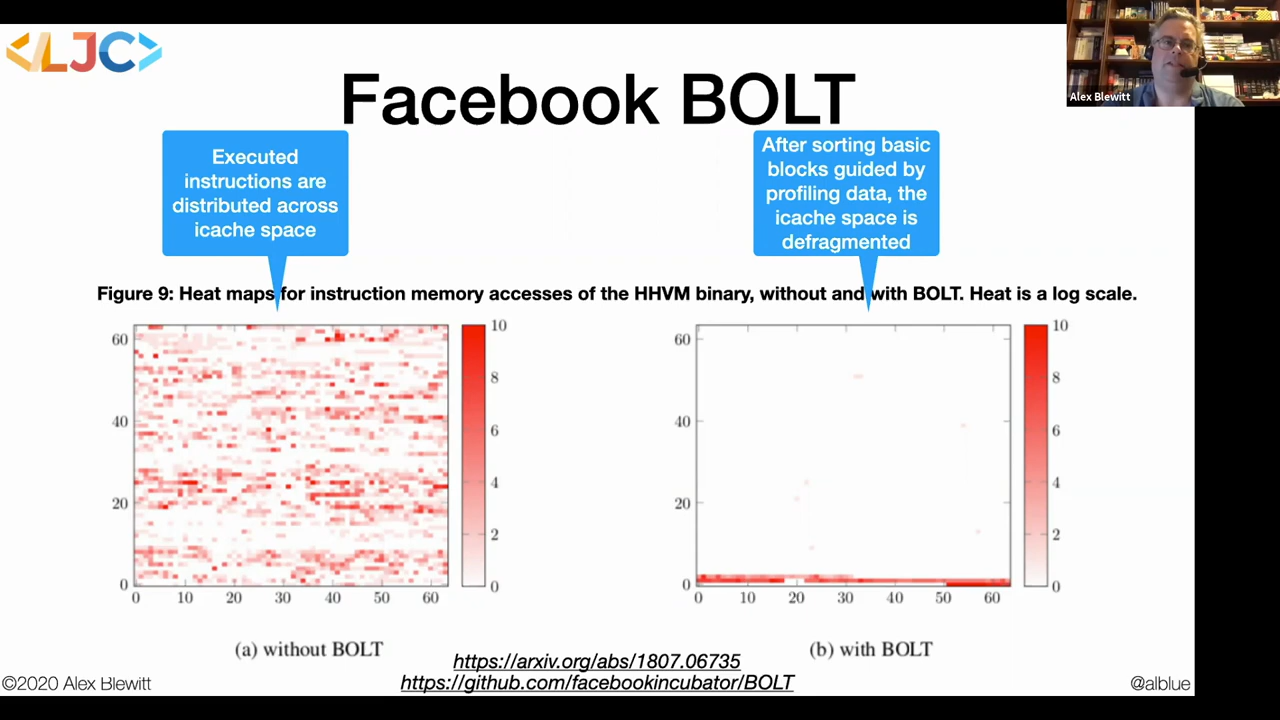 <LJC>
Facebook BOLT
Alex Blewitt
Executed
instructions are
distributed across
icache space
After sorting basic
blocks guided by
profiling data, the
icache space is
defragmented
Figure 9: Heat maps for instruction memory accesses of the HHVM binary, without and with BOLT. Heat is a log scale.
60
40
20
0
0 10 20 30 40 50 60
10
8
6
4
2
0
(a) without BOLT
60
40
20
0
0 10 20 30 40 50 60
10
8
6
4
2
0
(b) with BOLT
https://arxiv.org/abs/1807.06735
https://github.com/facebookincubator/BOLT
©2020 Alex Blewitt
@alblue